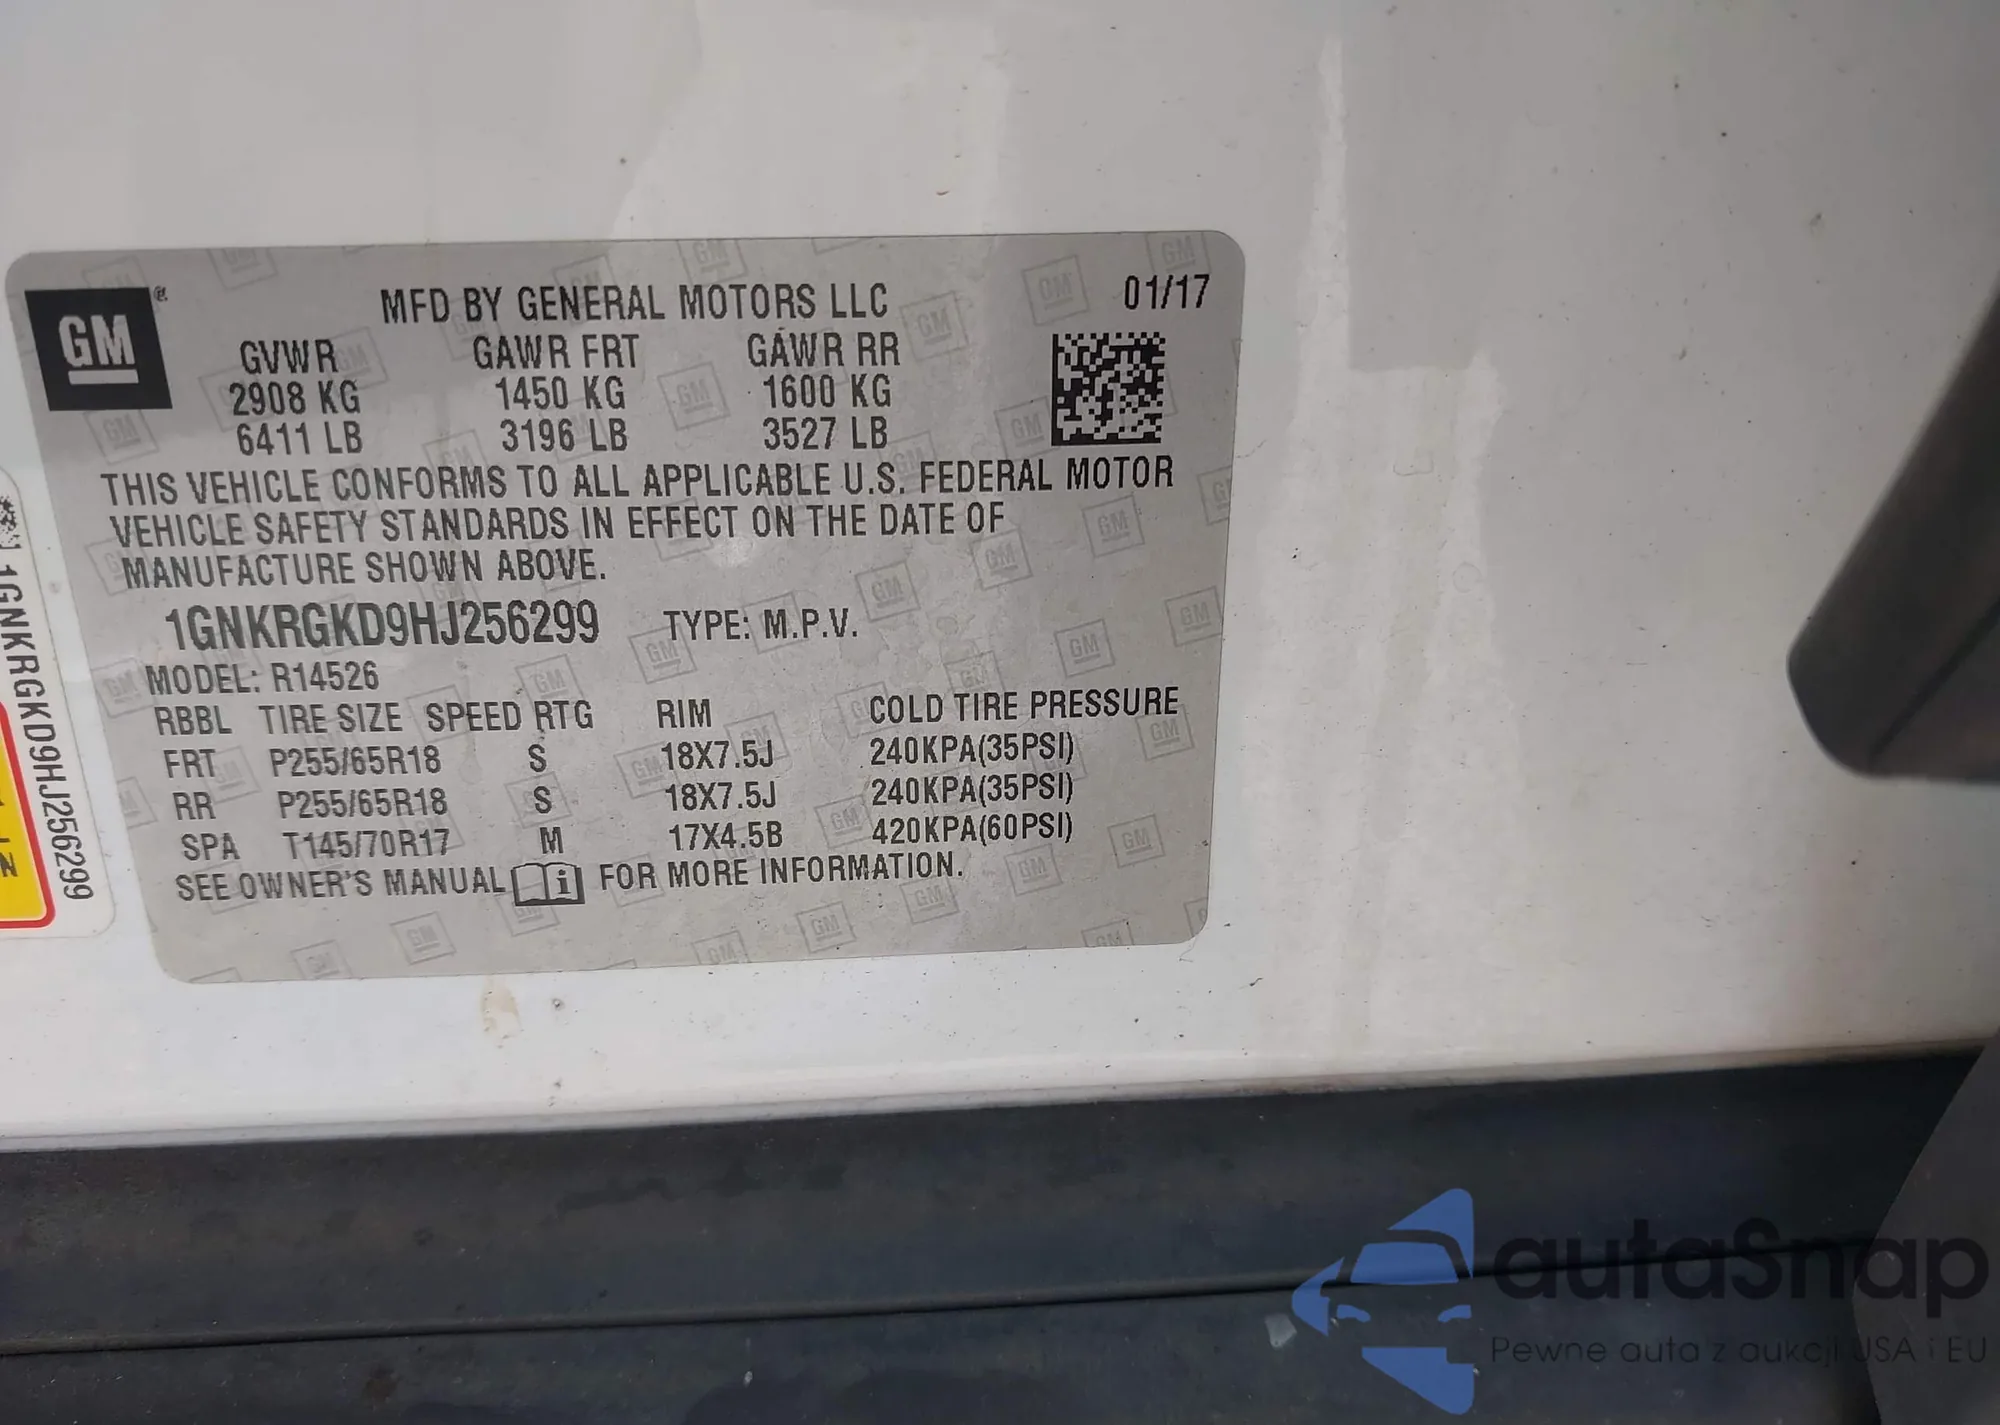 GM
MFD BY GENERAL MOTORS LLC 01/17
GVWR GAWR FRT GAWR RR
2908 KG 1450 KG 1600 KG
6411 LB 3196 LB 3527 LB
THIS VEHICLE CONFORMS TO ALL APPLICABLE U.S. FEDERAL MOTOR
VEHICLE SAFETY STANDARDS IN EFFECT ON THE DATE OF
MANUFACTURE SHOWN ABOVE.
1GNKRGKD9HJ256299 TYPE: M.P.V.
MODEL: R14526
RBBL TIRE SIZE SPEED RTG RIM COLD TIRE PRESSURE
FRT P255/65R18 S 18X7.5J 240KPA(35PSI)
RR P255/65R18 S 18X7.5J 240KPA(35PSI)
SPA T145/70R17 M 17X4.5B 420KPA(60PSI)
SEE OWNER'S MANUAL i FOR MORE INFORMATION.
1GNKRGKD9HJ256299
autaSnap
Pewne auta z aukcji USA i EU